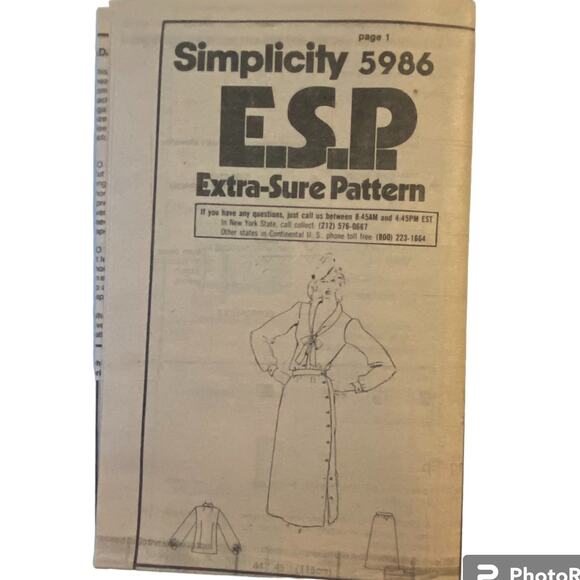 page 1
Simplicity 5986
E.S.P.
Extra-Sure Pattern
If you have any questions, just call us between 8:45AM and 4:45PM EST
In New York State, call collect (212) 576-0667
Other states in Continental U. S. phone toll free (800) 223-1664
PhotoR